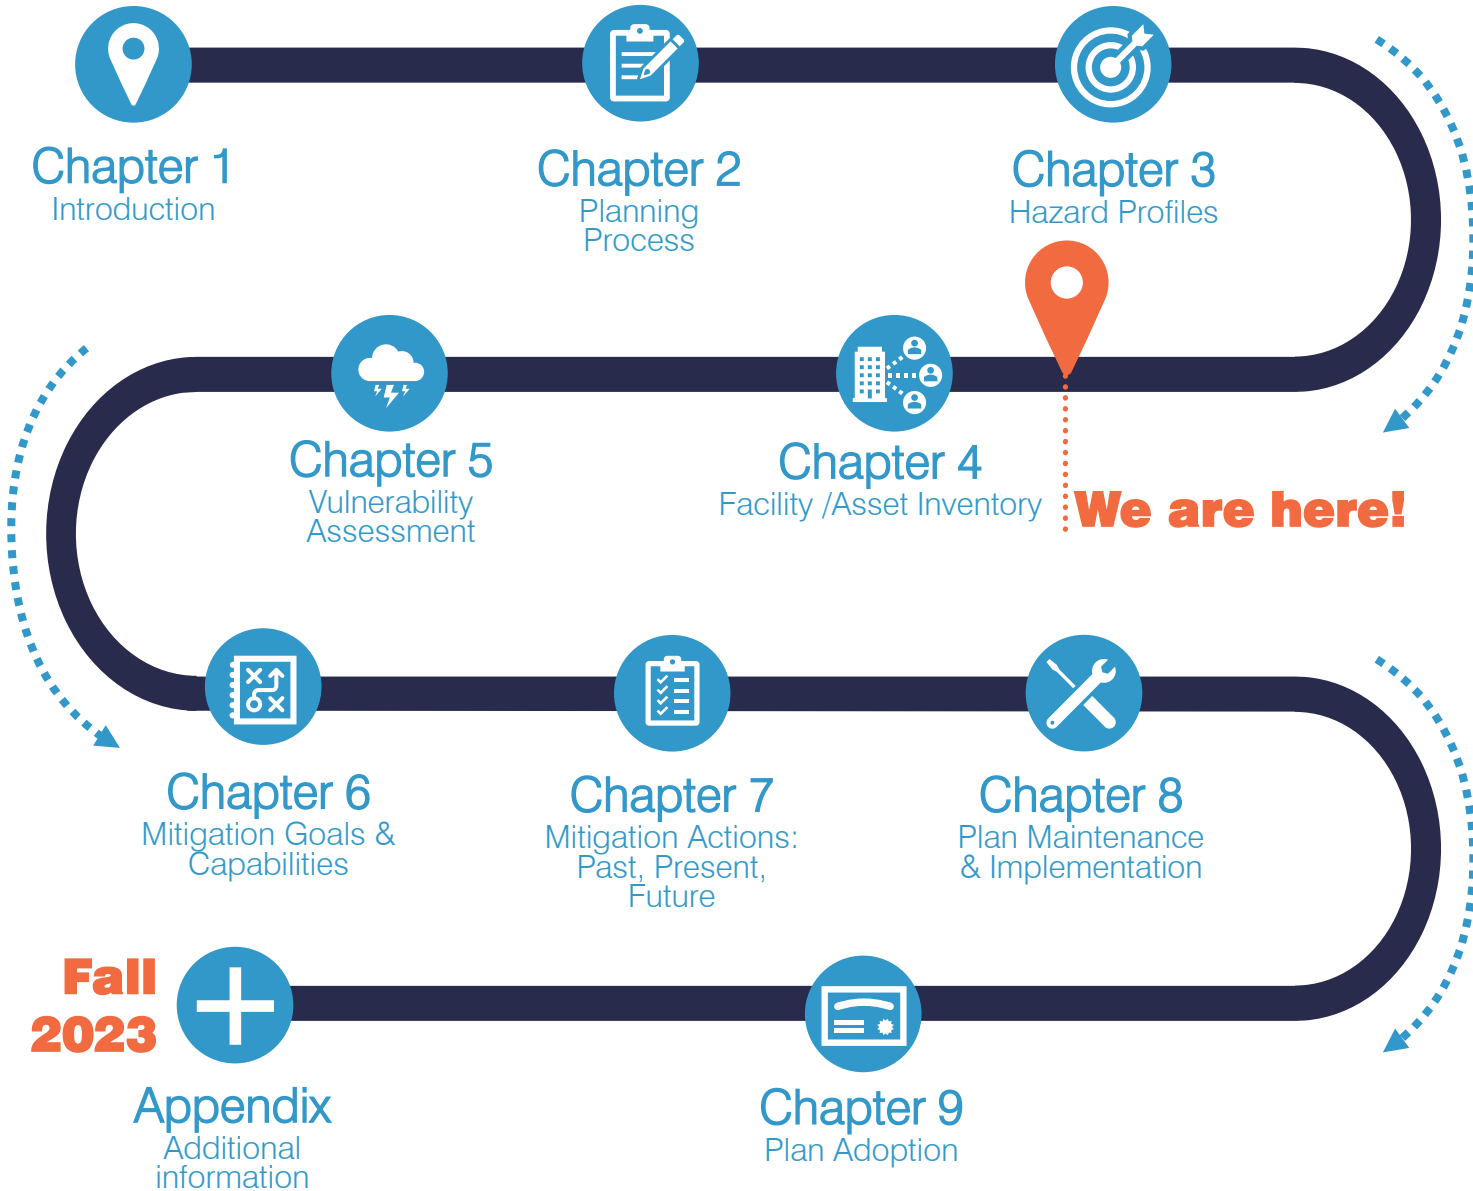 Chapter 1
Introduction
Chapter 2
Planning
Process
Chapter 3
Hazard Profiles
Chapter 5
Vulnerability
Assessment
Chapter 4
Facility /Asset Inventory
We are here!
Chapter 6
Mitigation Goals &
Capabilities
Chapter 7
Mitigation Actions:
Past, Present,
Future
Chapter 8
Plan Maintenance
& Implementation
Fall
2023
Appendix
Additional
information
Chapter 9
Plan Adoption